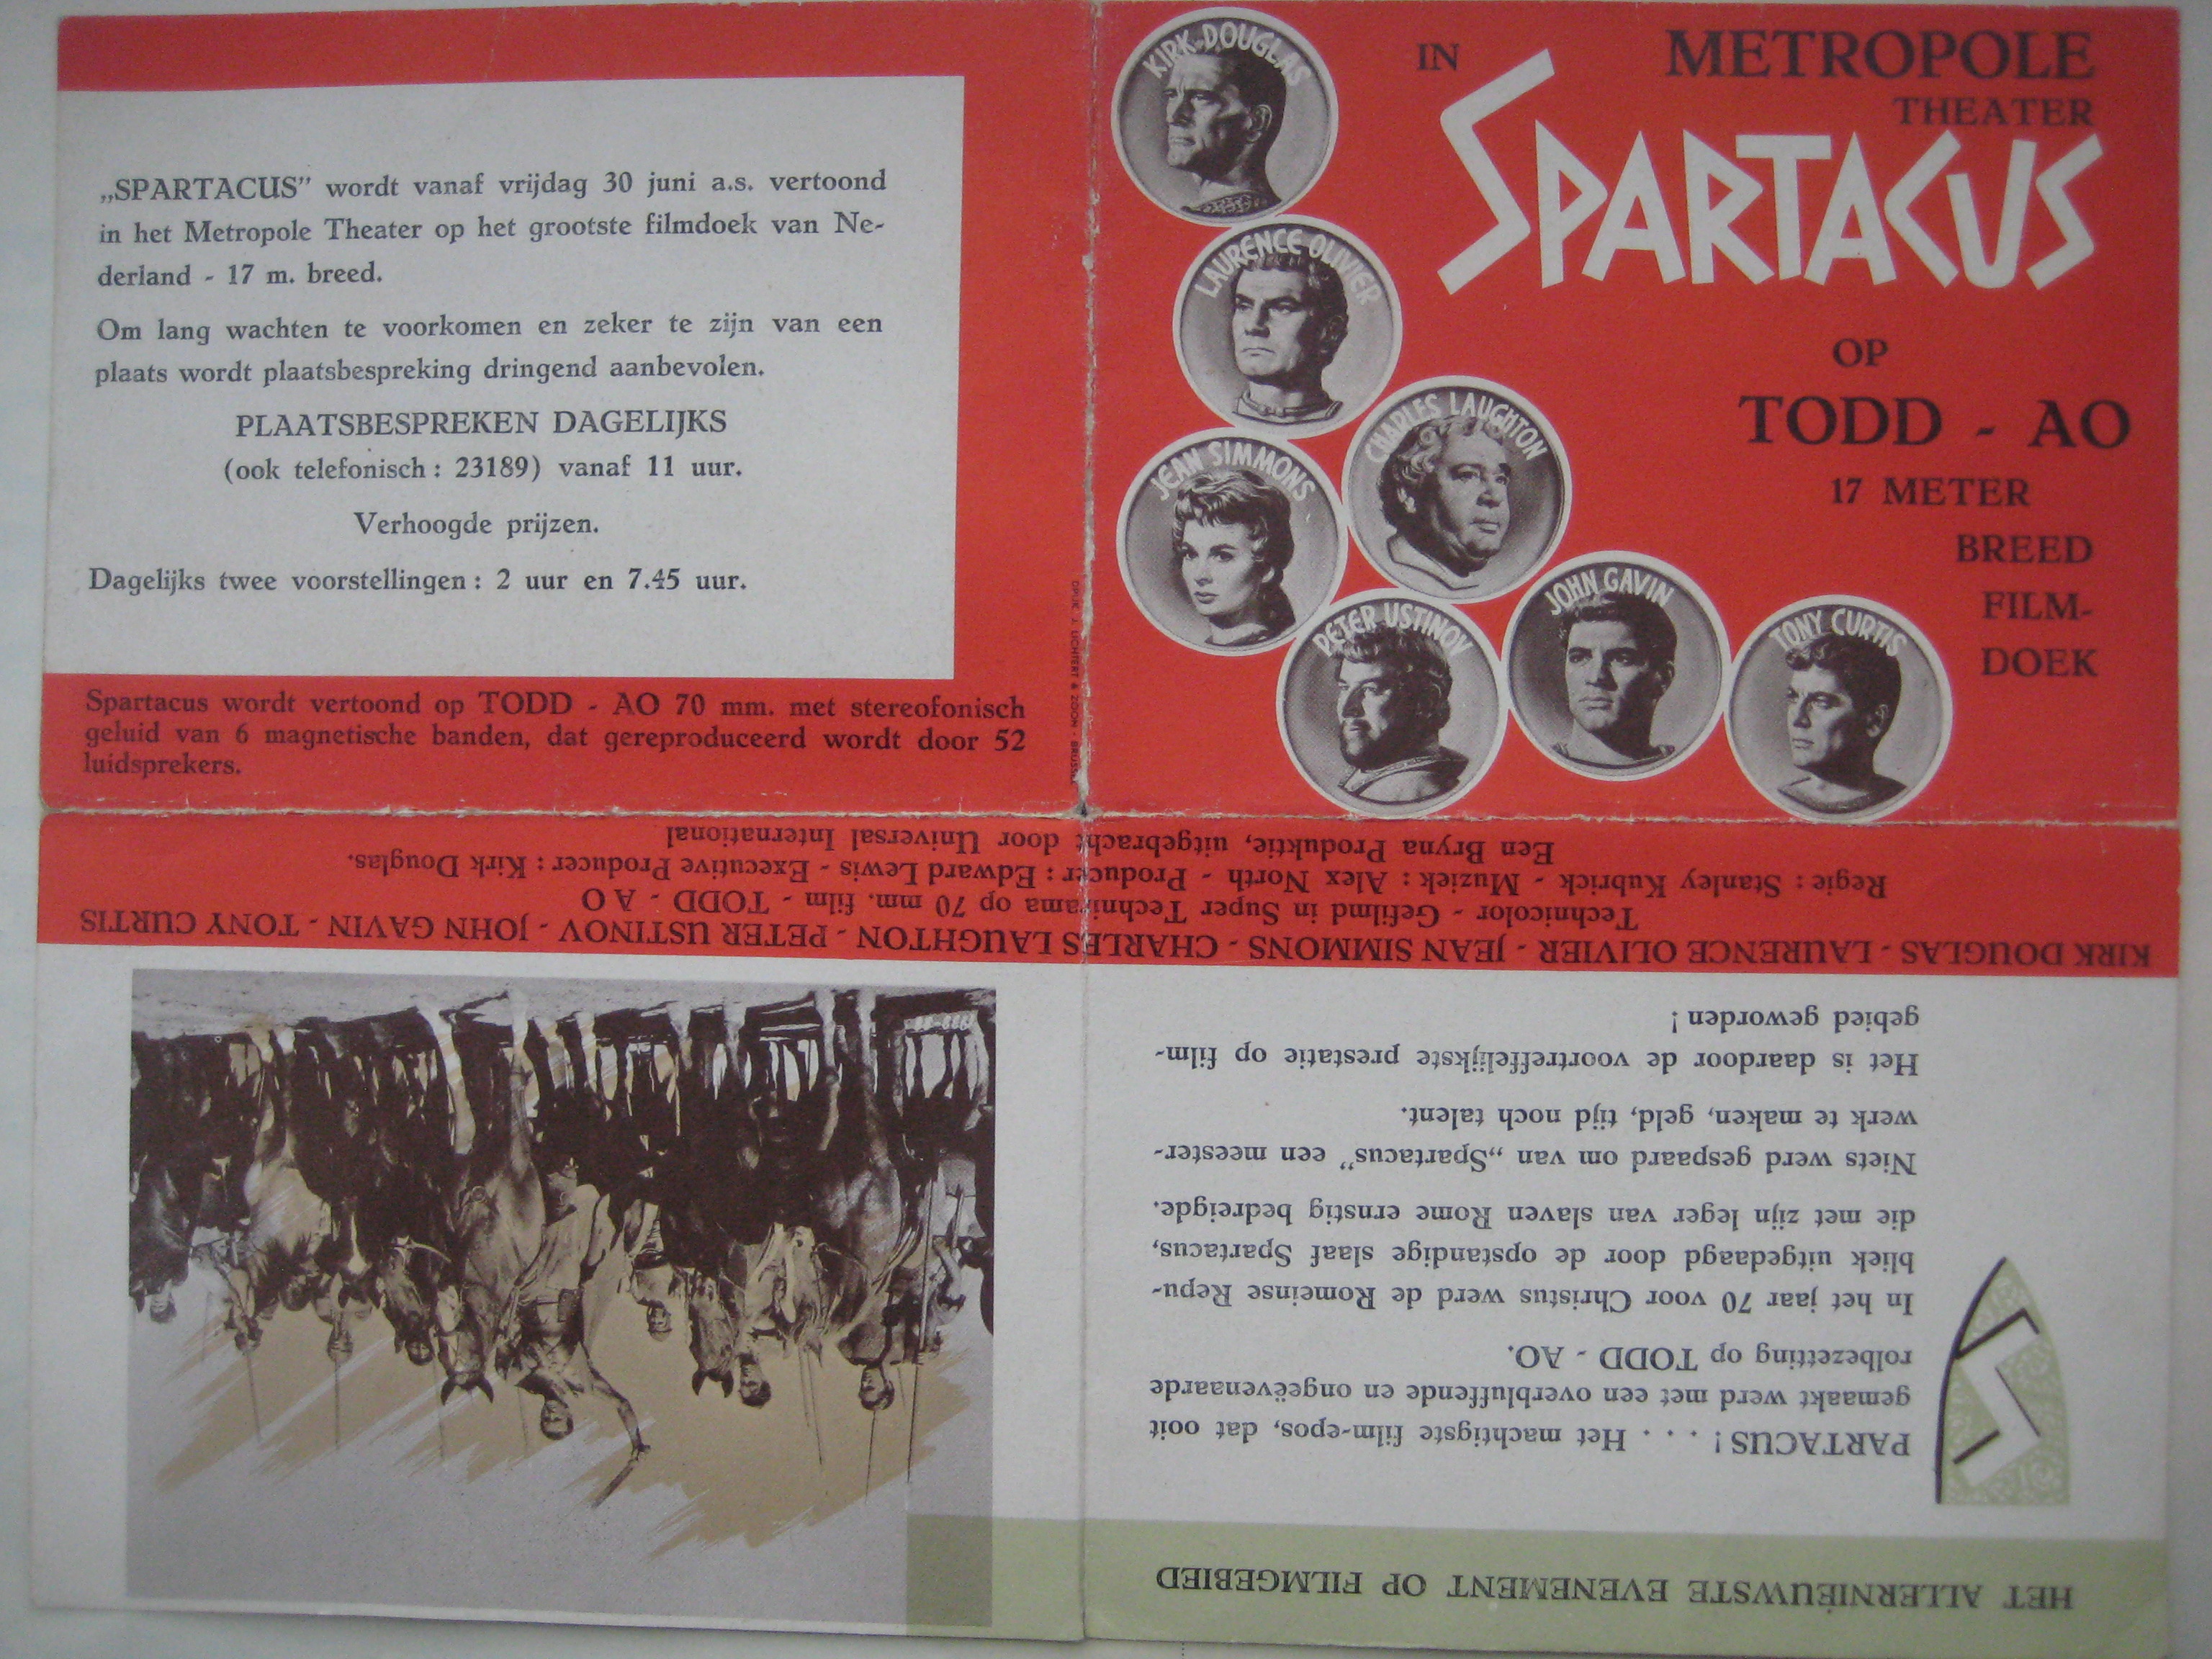 KIRK DOUGLAS
LAURENCE OLIVIER
CHARLES LAUGHTON
JEAN SIMMONS
PETER USTINOV
JOHN GAVIN
TONY CURTIS
IN METROPOLE
THEATER
SPARTACUS
OP
TODD - AO
17 METER
BREED
FILM-
DOEK
„SPARTACUS” wordt vanaf vrijdag 30 juni a.s. vertoond
in het Metropole Theater op het grootste filmdoek van Ne-
derland - 17 m. breed.
Om lang wachten te voorkomen en zeker te zijn van een
plaats wordt plaatsbespreking dringend aanbevolen.
PLAATSBESPREKEN DAGELIJKS
(ook telefonisch : 23189) vanaf 11 uur.
Verhoogde prijzen.
Dagelijks twee voorstellingen : 2 uur en 7.45 uur.
Spartacus wordt vertoond op TODD - AO 70 mm. met stereofonisch
geluid van 6 magnetische banden, dat gereproduceerd wordt door 52
luidsprekers.
DRUK. J. LICHTERT & ZOON - BRUSSEL
HET ALLERNIEUWSTE EVENEMENT OP FILMGEBIED
S
PARTACUS ! . . . Het machtigste film-epos, dat ooit
gemaakt werd met een overbluffende en ongeëvenaarde
rolbezetting op TODD - AO.
In het jaar 70 voor Christus werd de Romeinse Repu-
bliek uitgedaagd door de opstandige slaaf Spartacus,
die met zijn leger van slaven Rome ernstig bedreigde.
Niets werd gespaard om van „Spartacus” een meester-
werk te maken, geld, tijd noch talent.
Het is daardoor de voortreffelijkste prestatie op film-
gebied geworden !
KIRK DOUGLAS - LAURENCE OLIVIER - JEAN SIMMONS - CHARLES LAUGHTON - PETER USTINOV - JOHN GAVIN - TONY CURTIS
Technicolor - Gefilmd in Super Technirama op 70 mm. film - TODD - AO
Regie : Stanley Kubrick - Muziek : Alex North - Producer : Edward Lewis - Executive Producer : Kirk Douglas.
Een Bryna Produktie, uitgebracht door Universal International